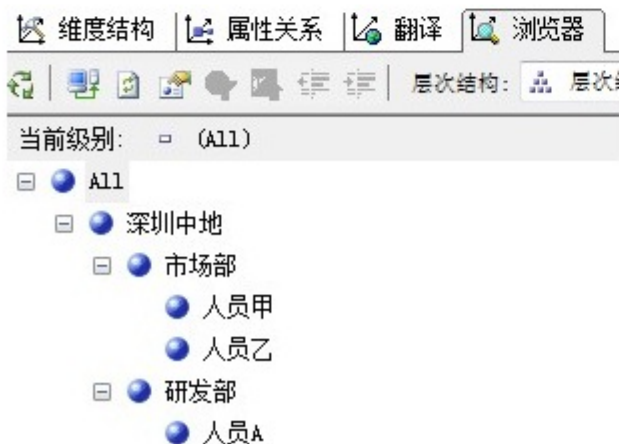 维度结构 属性关系 翻译 浏览器
层次结构: 层次
当前级别: (All)
All
深圳中地
市场部
人员甲
人员乙
研发部
人员A